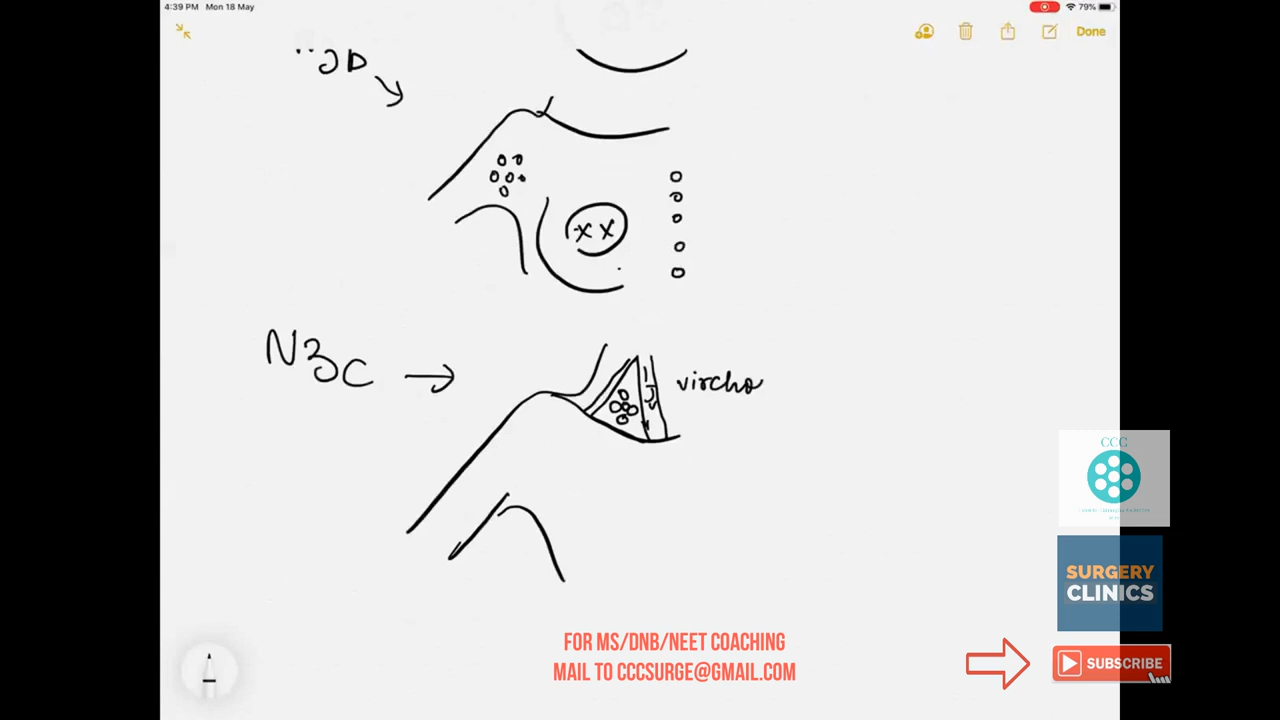 4:39 PM Mon 18 May
79%
Done
N3C
vircho
CCC
SURGERY
CLINICS
FOR MS/DNB/NEET COACHING
MAIL TO CCCSURGE@GMAIL.COM
SUBSCRIBE